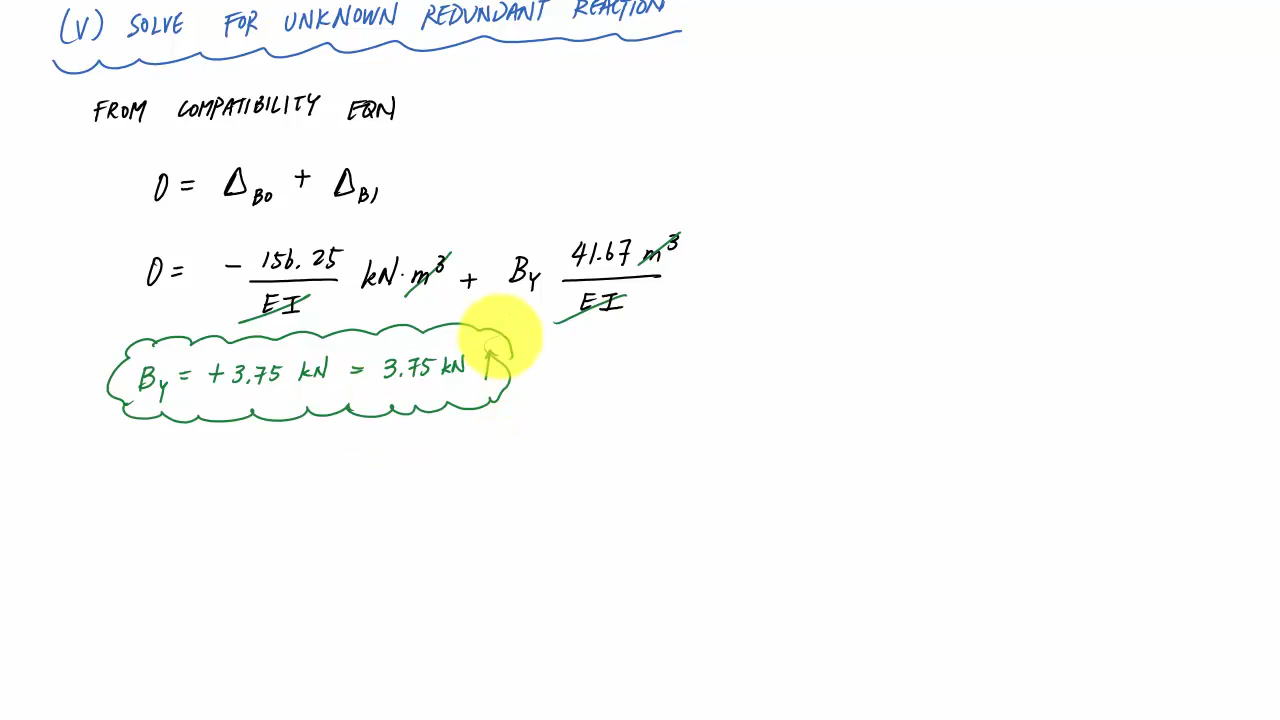 (V) SOLVE FOR UNKNOWN REDUNDANT REACTION
FROM COMPATIBILITY EQN
0 = Δ_B0 + Δ_B1
0 = - 156.25/EI kN·m³ + B_Y 41.67 m³/EI
B_Y = +3.75 kN = 3.75 kN ↑